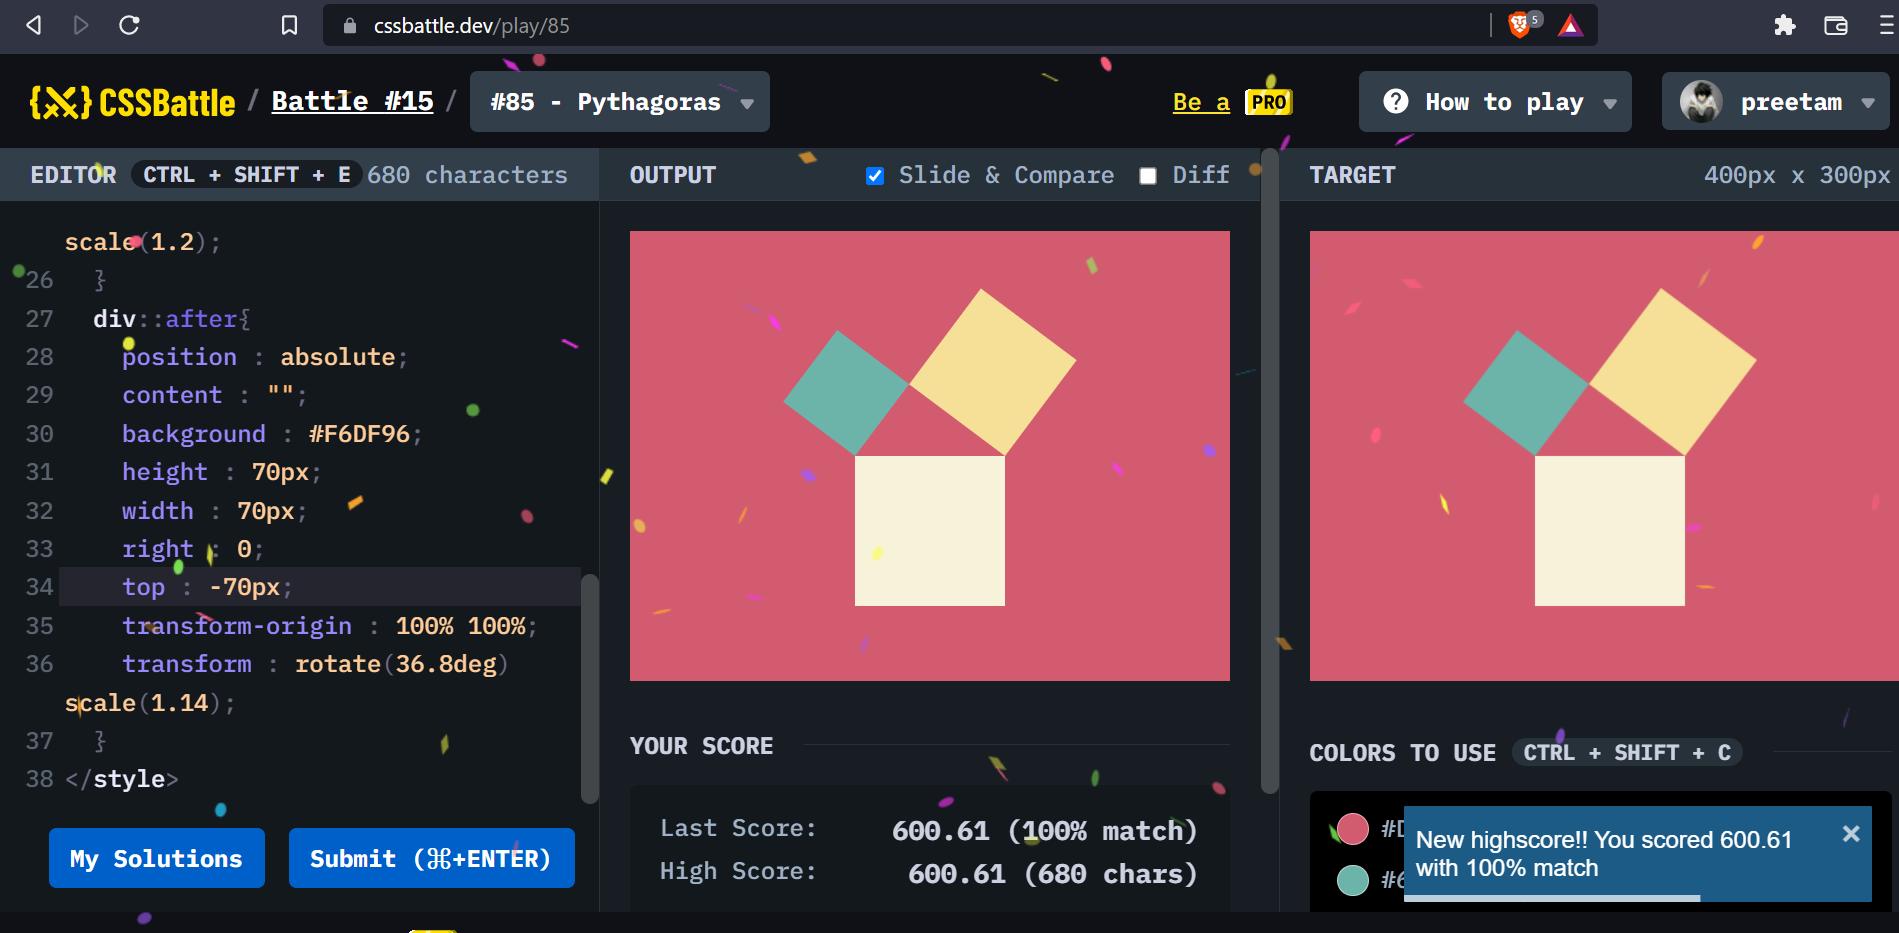 cssbattle.dev/play/85
5
{X} CSSBattle / Battle #15 / #85 - Pythagoras
Be a PRO
? How to play
preetam
EDITOR CTRL + SHIFT + E 680 characters
scale(1.2);
26 }
27 div::after{
28 position : absolute;
29 content : "";
30 background : #F6DF96;
31 height : 70px;
32 width : 70px;
33 right : 0;
34 top : -70px;
35 transform-origin : 100% 100%;
36 transform : rotate(36.8deg)
scale(1.14);
37 }
38 </style>
My Solutions
Submit (⌘+ENTER)
OUTPUT
Slide & Compare
Diff
YOUR SCORE
Last Score: 600.61 (100% match)
High Score: 600.61 (680 chars)
TARGET 400px x 300px
COLORS TO USE CTRL + SHIFT + C
#D
#6
New highscore!! You scored 600.61
with 100% match
×